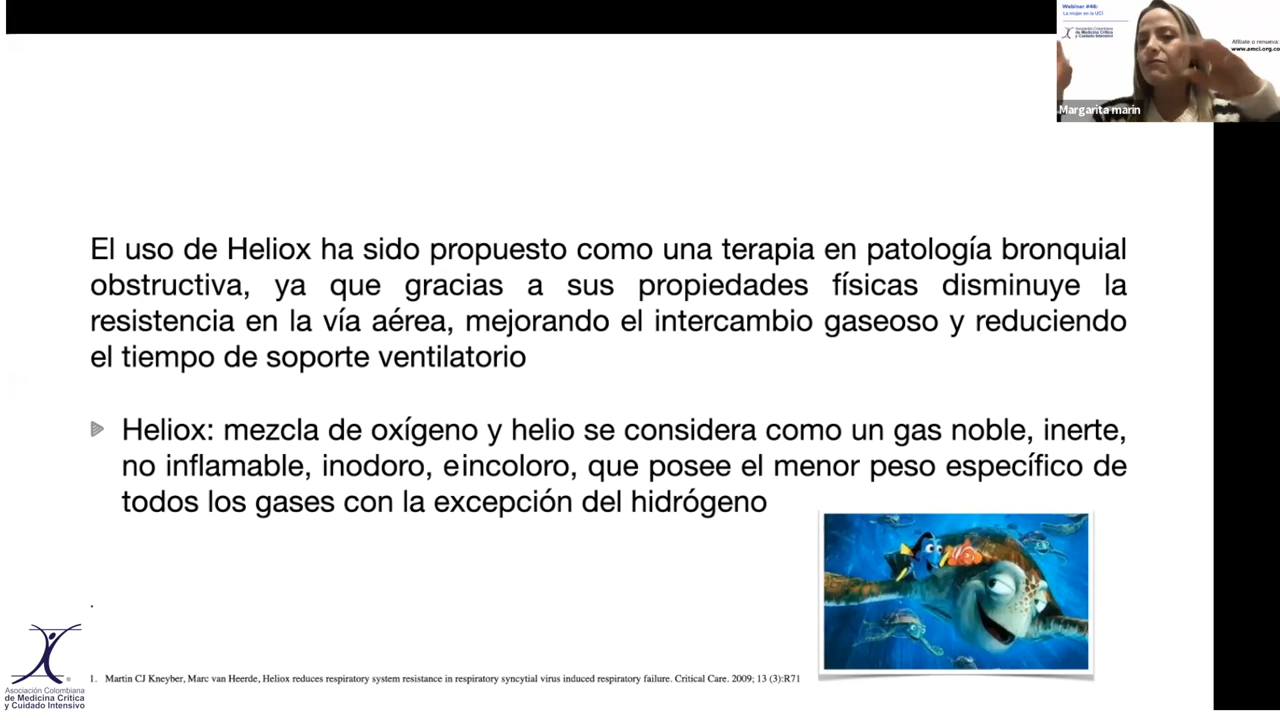 Webinar #46:
La mujer en la UCI
Asociación Colombiana
de Medicina Crítica
y Cuidado Intensivo
Afíliate o renueva:
www.amci.org.co
Margarita marin
El uso de Heliox ha sido propuesto como una terapia en patología bronquial
obstructiva, ya que gracias a sus propiedades físicas disminuye la
resistencia en la vía aérea, mejorando el intercambio gaseoso y reduciendo
el tiempo de soporte ventilatorio
Heliox: mezcla de oxígeno y helio se considera como un gas noble, inerte,
no inflamable, inodoro, eincoloro, que posee el menor peso específico de
todos los gases con la excepción del hidrógeno
.
1. Martin CJ Kneyber, Marc van Heerde, Heliox reduces respiratory system resistance in respiratory syncytial virus induced respiratory failure. Critical Care. 2009; 13 (3):R71
®
Asociación Colombiana
de Medicina Crítica
y Cuidado Intensivo